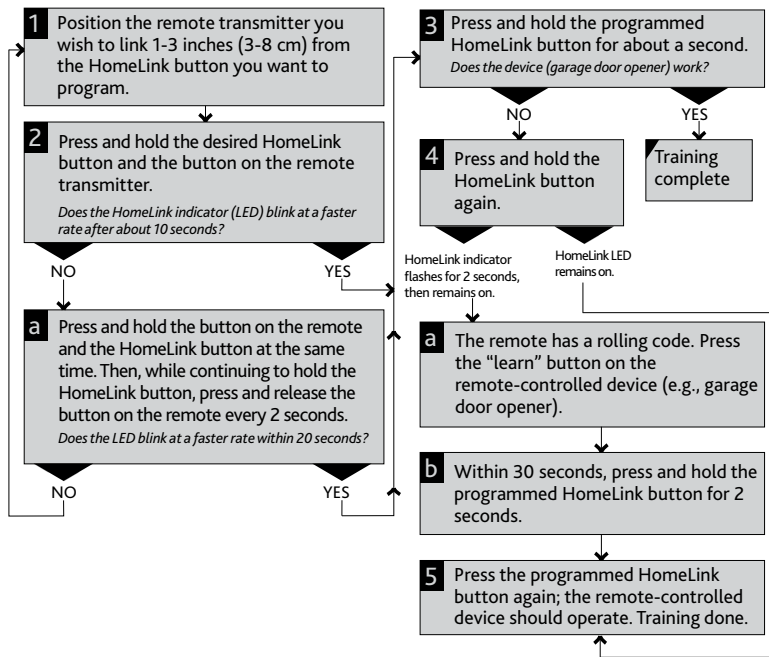 1 Position the remote transmitter you
wish to link 1-3 inches (3-8 cm) from
the HomeLink button you want to
program.
2 Press and hold the desired HomeLink
button and the button on the remote
transmitter.
Does the HomeLink indicator (LED) blink at a faster
rate after about 10 seconds?
NO
YES
a Press and hold the button on the remote
and the HomeLink button at the same
time. Then, while continuing to hold the
HomeLink button, press and release the
button on the remote every 2 seconds.
Does the LED blink at a faster rate within 20 seconds?
NO
YES
3 Press and hold the programmed
HomeLink button for about a second.
Does the device (garage door opener) work?
NO
YES
4 Press and hold the
HomeLink button
again.
Training
complete
HomeLink indicator
flashes for 2 seconds,
then remains on.
HomeLink LED
remains on.
a The remote has a rolling code. Press
the “learn” button on the
remote-controlled device (e.g., garage
door opener).
b Within 30 seconds, press and hold the
programmed HomeLink button for 2
seconds.
5 Press the programmed HomeLink
button again; the remote-controlled
device should operate. Training done.